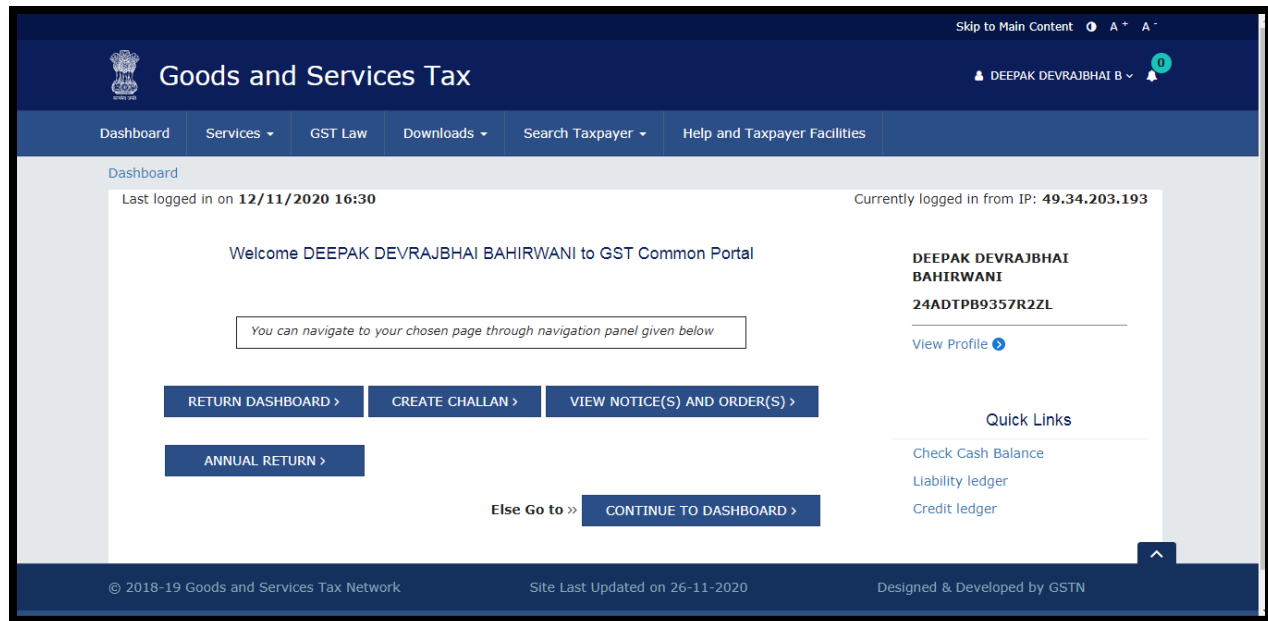 Skip to Main Content A+ A-
Goods and Services Tax
DEEPAK DEVRAJBHAI B
0
Dashboard Services GST Law Downloads Search Taxpayer Help and Taxpayer Facilities
Dashboard
Last logged in on 12/11/2020 16:30 Currently logged in from IP: 49.34.203.193
Welcome DEEPAK DEVRAJBHAI BAHIRWANI to GST Common Portal
You can navigate to your chosen page through navigation panel given below
RETURN DASHBOARD > CREATE CHALLAN > VIEW NOTICE(S) AND ORDER(S) >
ANNUAL RETURN >
Else Go to » CONTINUE TO DASHBOARD >
DEEPAK DEVRAJBHAI
BAHIRWANI
24ADTPB9357R2ZL
View Profile
Quick Links
Check Cash Balance
Liability ledger
Credit ledger
© 2018-19 Goods and Services Tax Network Site Last Updated on 26-11-2020 Designed & Developed by GSTN